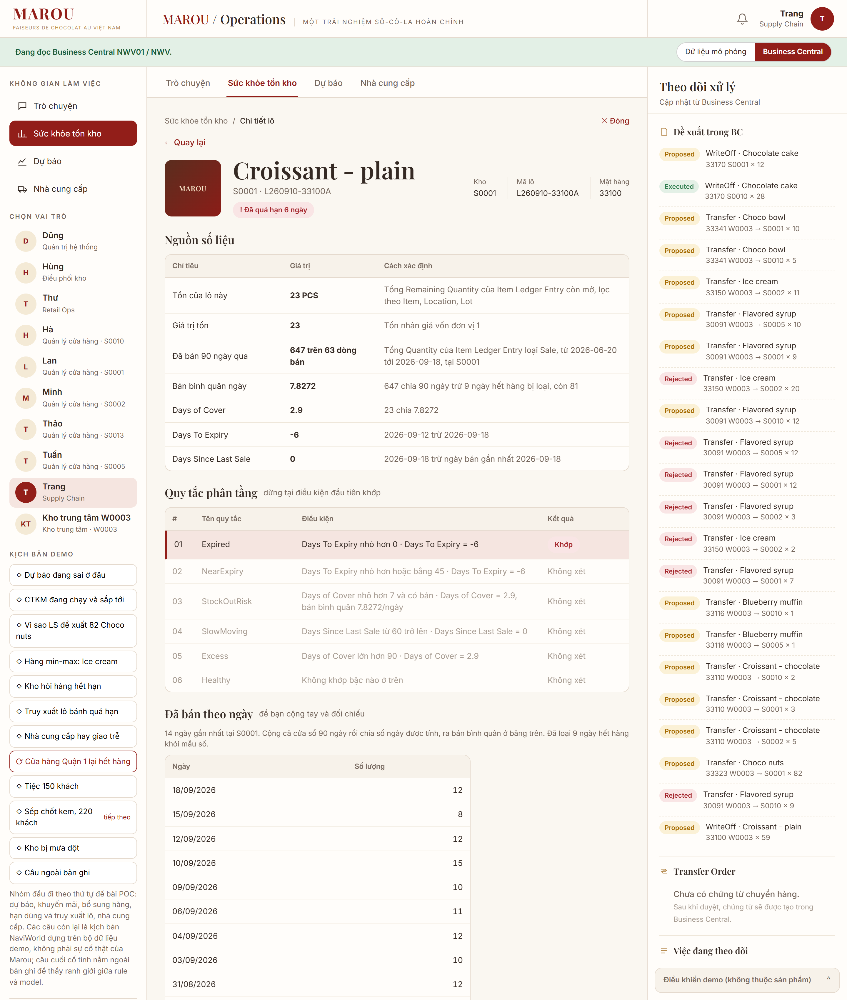 MAROU
FAISEURS DE CHOCOLAT AU VIỆT NAM
MAROU / Operations
MỘT TRẢI NGHIỆM SÔ-CÔ-LA HOÀN CHỈNH
Trang
Supply Chain
T
Đang đọc Business Central NWV01 / NWV.
Dữ liệu mô phỏng
Business Central
KHÔNG GIAN LÀM VIỆC
Trò chuyện
Sức khỏe tồn kho
Dự báo
Nhà cung cấp
CHỌN VAI TRÒ
D
Dũng
Quản trị hệ thống
H
Hùng
Điều phối kho
T
Thư
Retail Ops
H
Hà
Quản lý cửa hàng · S0010
L
Lan
Quản lý cửa hàng · S0001
M
Minh
Quản lý cửa hàng · S0002
T
Thảo
Quản lý cửa hàng · S0013
T
Tuấn
Quản lý cửa hàng · S0005
T
Trang
Supply Chain
KT
Kho trung tâm W0003
Kho trung tâm · W0003
KỊCH BẢN DEMO
◇ Dự báo đang sai ở đâu
◇ CTKM đang chạy và sắp tới
◇ Vì sao LS đề xuất 82 Choco
nuts
◇ Hàng min-max: Ice cream
◇ Kho hỏi hàng hết hạn
◇ Truy xuất lô bánh quá hạn
◇ Nhà cung cấp hay giao trễ
Cửa hàng Quận 1 lại hết hàng
◇ Tiệc 150 khách
◇ Sếp chốt kem, 220
khách
tiếp theo
◇ Kho bị mưa dột
◇ Câu ngoài bản ghi
Nhóm đầu đi theo thứ tự đề bài POC:
dự báo, khuyến mãi, bổ sung hàng,
hạn dùng và truy xuất lô, nhà cung
cấp. Các câu còn lại là kịch bản
NaviWorld dựng trên bộ dữ liệu
demo, không phải sự cố thật của
Marou; câu cuối cố tình nằm ngoài
bản ghi để thấy ranh giới giữa rule
và model.
Trò chuyện
Sức khỏe tồn kho
Dự báo
Nhà cung cấp
Sức khỏe tồn kho / Chi tiết lô
× Đóng
← Quay lại
MAROU
Croissant - plain
S0001 · L260910-33100A
! Đã quá hạn 6 ngày
Kho
S0001
Mã lô
L260910-33100A
Mặt hàng
33100
Nguồn số liệu
Chỉ tiêu Giá trị Cách xác định
Tồn của lô này 23 PCS Tổng Remaining Quantity của Item Ledger Entry còn mở, lọc
theo Item, Location, Lot
Giá trị tồn 23 Tồn nhân giá vốn đơn vị 1
Đã bán 90 ngày qua 647 trên 63 dòng bán Tổng Quantity của Item Ledger Entry loại Sale, từ 2026-06-20
tới 2026-09-18, tại S0001
Bán bình quân ngày 7.8272 647 chia 90 ngày trừ 9 ngày hết hàng bị loại, còn 81
Days of Cover 2.9 23 chia 7.8272
Days To Expiry -6 2026-09-12 trừ 2026-09-18
Days Since Last Sale 0 2026-09-18 trừ ngày bán gần nhất 2026-09-18
Quy tắc phân tầng dừng tại điều kiện đầu tiên khớp
# Tên quy tắc Điều kiện Kết quả
01 Expired Days To Expiry nhỏ hơn 0 · Days To Expiry = -6 Khớp
02 NearExpiry Days To Expiry nhỏ hơn hoặc bằng 45 · Days To Expiry = -6 Không xét
03 StockOutRisk Days of Cover nhỏ hơn 7 và có bán · Days of Cover = 2.9,
bán bình quân 7.8272/ngày Không xét
04 SlowMoving Days Since Last Sale từ 60 trở lên · Days Since Last Sale = 0 Không xét
05 Excess Days of Cover lớn hơn 90 · Days of Cover = 2.9 Không xét
06 Healthy Không khớp bậc nào ở trên Không xét
Đã bán theo ngày để bạn cộng tay và đối chiếu
14 ngày gần nhất tại S0001. Cộng cả cửa sổ 90 ngày rồi chia số ngày được tính, ra bán bình quân ở bảng trên. Đã loại 9 ngày hết hàng
khỏi mẫu số.
Ngày Số lượng
18/09/2026 12
15/09/2026 8
12/09/2026 12
10/09/2026 15
09/09/2026 10
06/09/2026 11
04/09/2026 12
03/09/2026 10
31/08/2026 12
Theo dõi xử lý
Cập nhật từ Business Central
Đề xuất trong BC
Proposed WriteOff · Chocolate cake
33170 S0001 × 12
Executed WriteOff · Chocolate cake
33170 S0010 × 28
Proposed Transfer · Choco bowl
33341 W0003 → S0001 × 10
Proposed Transfer · Choco bowl
33341 W0003 → S0010 × 5
Proposed Transfer · Ice cream
33150 W0003 → S0002 × 11
Proposed Transfer · Flavored syrup
30091 W0003 → S0005 × 10
Proposed Transfer · Flavored syrup
30091 W0003 → S0001 × 9
Rejected Transfer · Ice cream
33150 W0003 → S0002 × 20
Proposed Transfer · Flavored syrup
30091 W0003 → S0010 × 12
Rejected Transfer · Flavored syrup
30091 W0003 → S0005 × 12
Rejected Transfer · Flavored syrup
30091 W0003 → S0001 × 12
Rejected Transfer · Flavored syrup
30091 W0003 → S0002 × 3
Rejected Transfer · Ice cream
33150 W0003 → S0002 × 2
Rejected Transfer · Flavored syrup
30091 W0003 → S0001 × 7
Proposed Transfer · Blueberry muffin
33116 W0003 → S0010 × 1
Proposed Transfer · Blueberry muffin
33116 W0003 → S0005 × 1
Proposed Transfer · Croissant - chocolate
33110 W0003 → S0010 × 2
Proposed Transfer · Croissant - chocolate
33110 W0003 → S0001 × 3
Proposed Transfer · Croissant - chocolate
33110 W0003 → S0002 × 5
Proposed Transfer · Choco nuts
33323 W0003 → S0001 × 82
Rejected Transfer · Flavored syrup
30091 W0003 → S0010 × 9
Proposed WriteOff · Croissant - plain
33100 W0003 × 59
Transfer Order
Chưa có chứng từ chuyển hàng.
Sau khi duyệt, chứng từ sẽ được tạo trong
Business Central.
Việc đang theo dõi
Điều khiển demo (không thuộc sản phẩm) ^